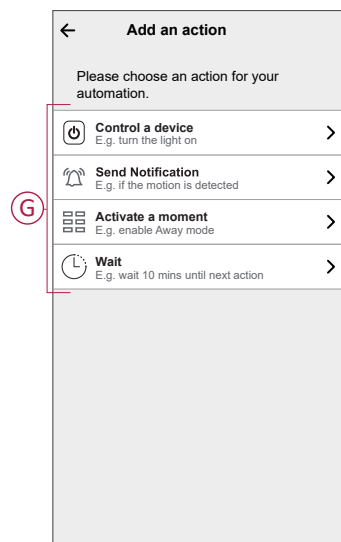 Add an action
Please choose an action for your
automation.
Control a device
E.g. turn the light on
Send Notification
E.g. if the motion is detected
G
Activate a moment
E.g. enable Away mode
Wait
E.g. wait 10 mins until next action